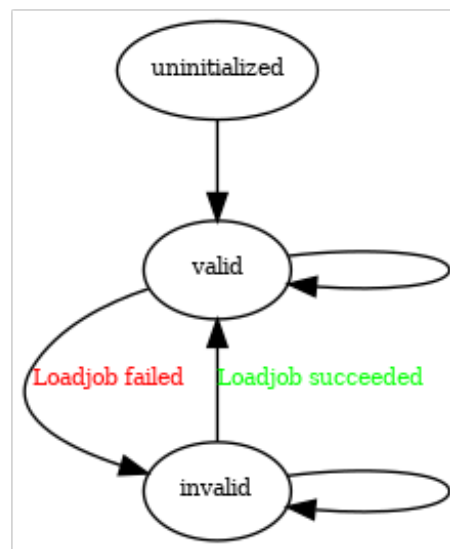 uninitialized
valid
Loadjob failed
Loadjob succeeded
invalid